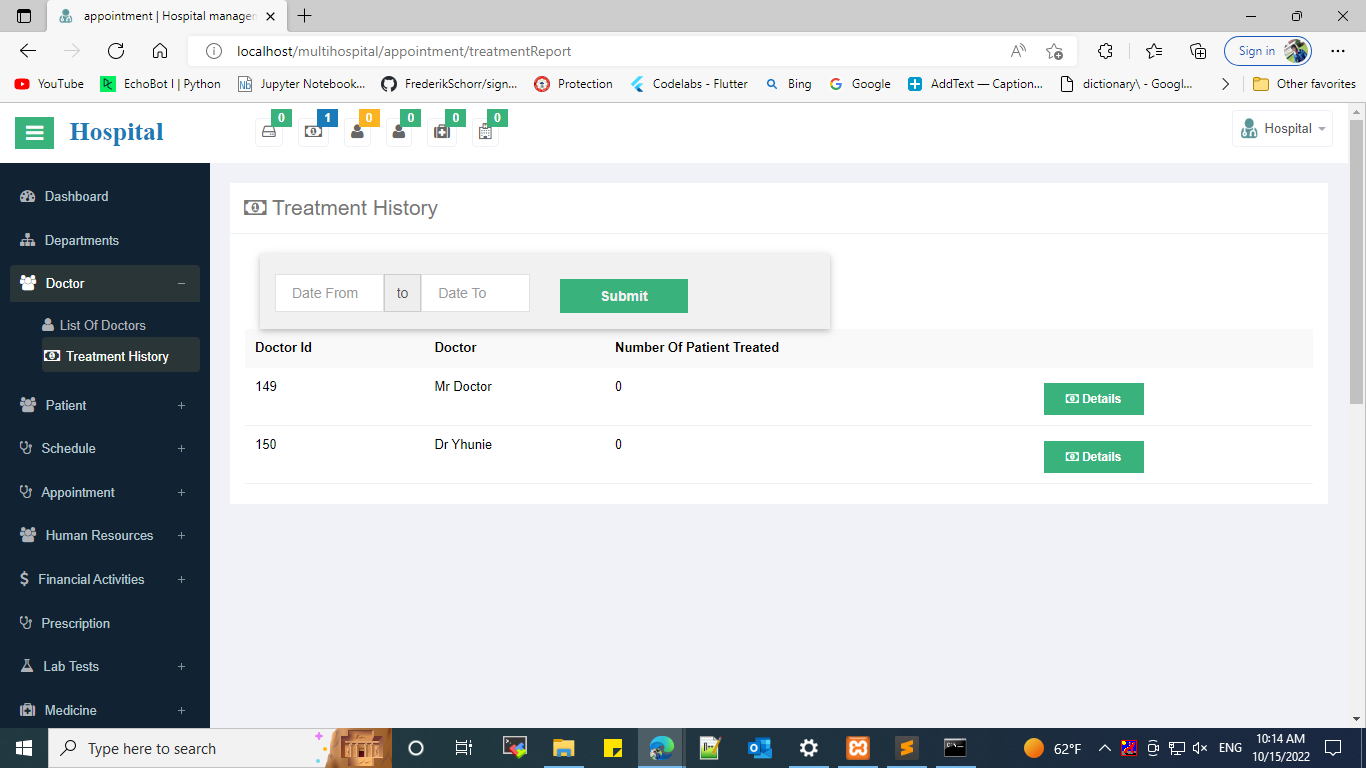 appointment | Hospital manager
localhost/multihospital/appointment/treatmentReport
Sign in
YouTube
EchoBot I | Python
Jupyter Notebook...
FrederikSchorr/sign...
Protection
Codelabs - Flutter
Bing
Google
AddText — Caption...
dictionary\ - Googl...
Other favorites
Hospital
0
1
0
0
0
0
Hospital
Dashboard
Departments
Doctor
List Of Doctors
Treatment History
Patient
Schedule
Appointment
Human Resources
Financial Activities
Prescription
Lab Tests
Medicine
Treatment History
Date From to Date To Submit
Doctor Id Doctor Number Of Patient Treated
149 Mr Doctor 0 Details
150 Dr Yhunie 0 Details
Type here to search
62°F
ENG
10:14 AM
10/15/2022